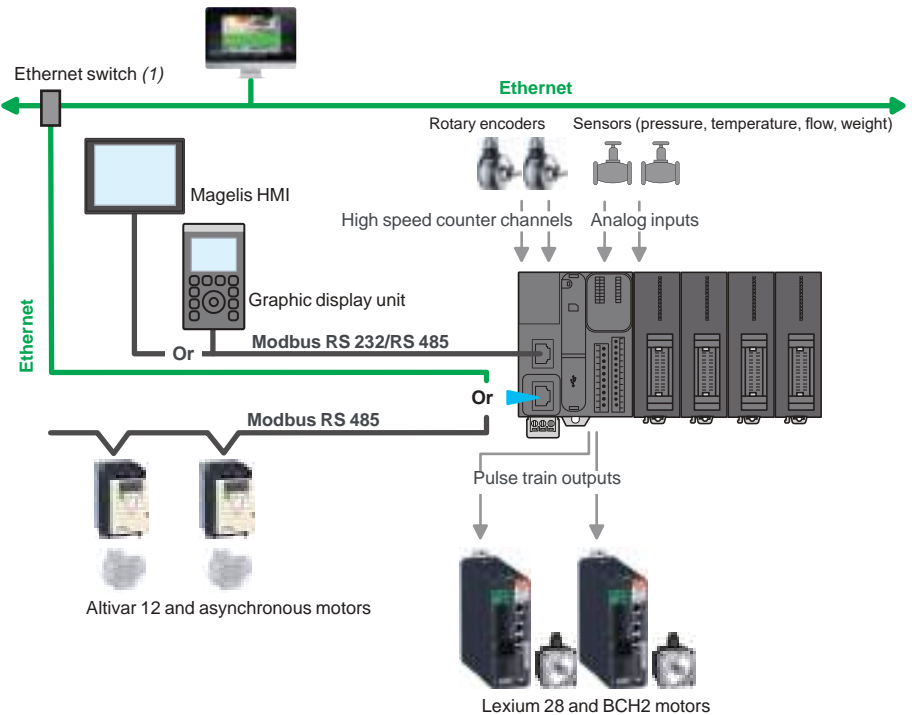 Ethernet switch (1)
Ethernet
Rotary encoders
Sensors (pressure, temperature, flow, weight)
Magelis HMI
High speed counter channels
Analog inputs
Graphic display unit
Ethernet
Modbus RS 232/RS 485
Or
Or
Modbus RS 485
Pulse train outputs
Altivar 12 and asynchronous motors
Lexium 28 and BCH2 motors